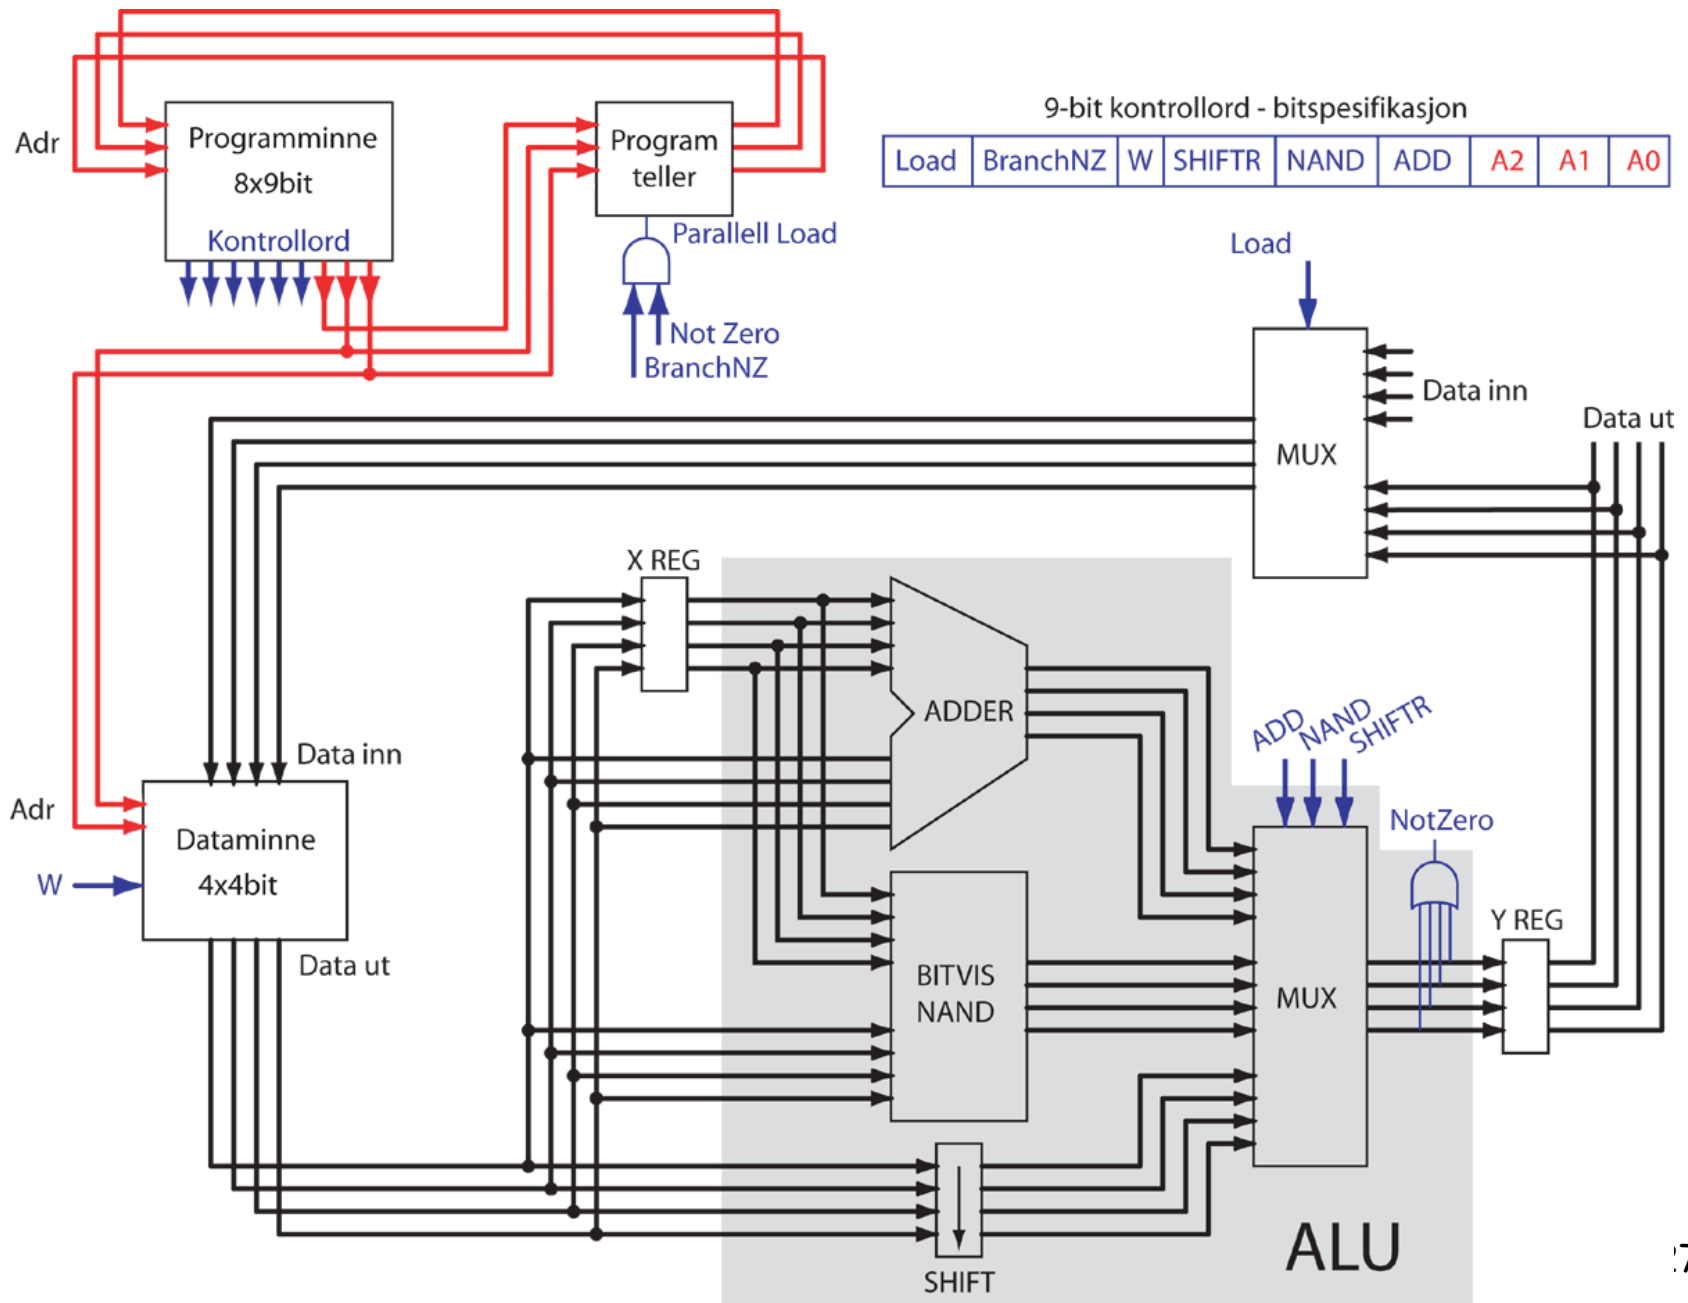 9-bit kontrollord - bitspesifikasjon
Load BranchNZ W SHIFTR NAND ADD A2 A1 A0
Adr
Programminne
8x9bit
Kontrollord
Program
teller
Parallell Load
Not Zero
BranchNZ
Load
Data inn
MUX
Data ut
X REG
ADDER
Data inn
Adr
Dataminne
4x4bit
W
Data ut
ADD
NAND
SHIFTR
NotZero
Y REG
BITVIS
NAND
MUX
SHIFT
ALU